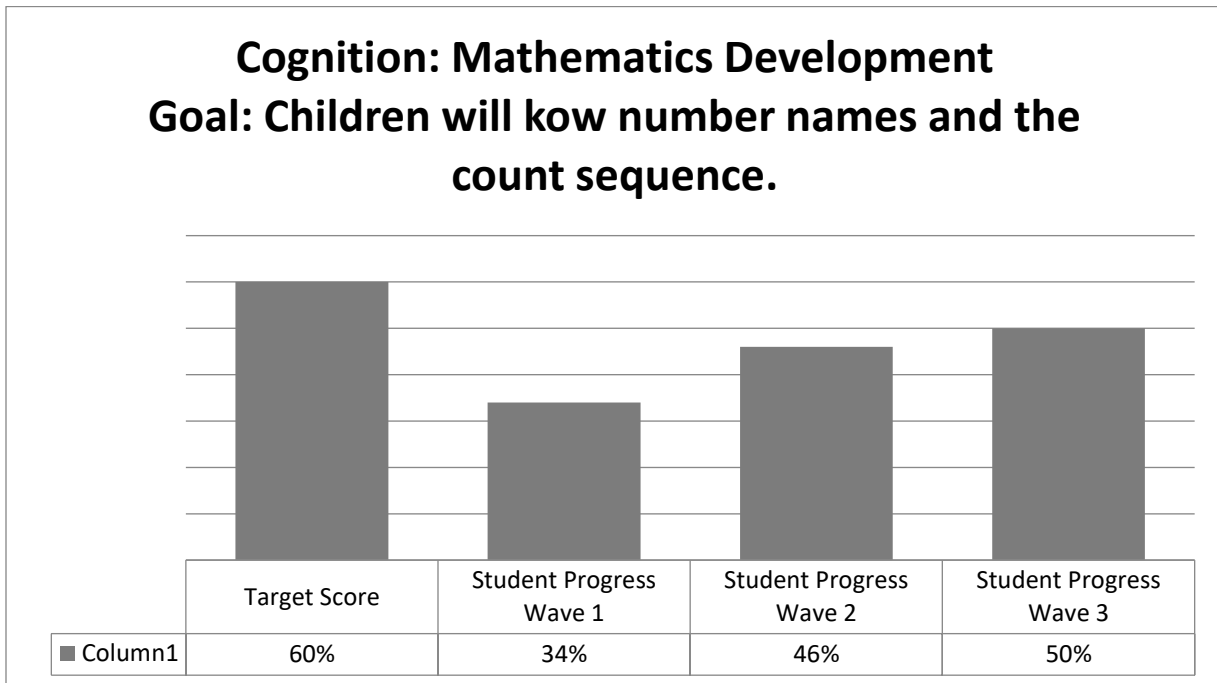 Cognition: Mathematics Development
Goal: Children will kow number names and the
count sequence.
Target Score
Student Progress
Wave 1
Student Progress
Wave 2
Student Progress
Wave 3
Column1 60% 34% 46% 50%